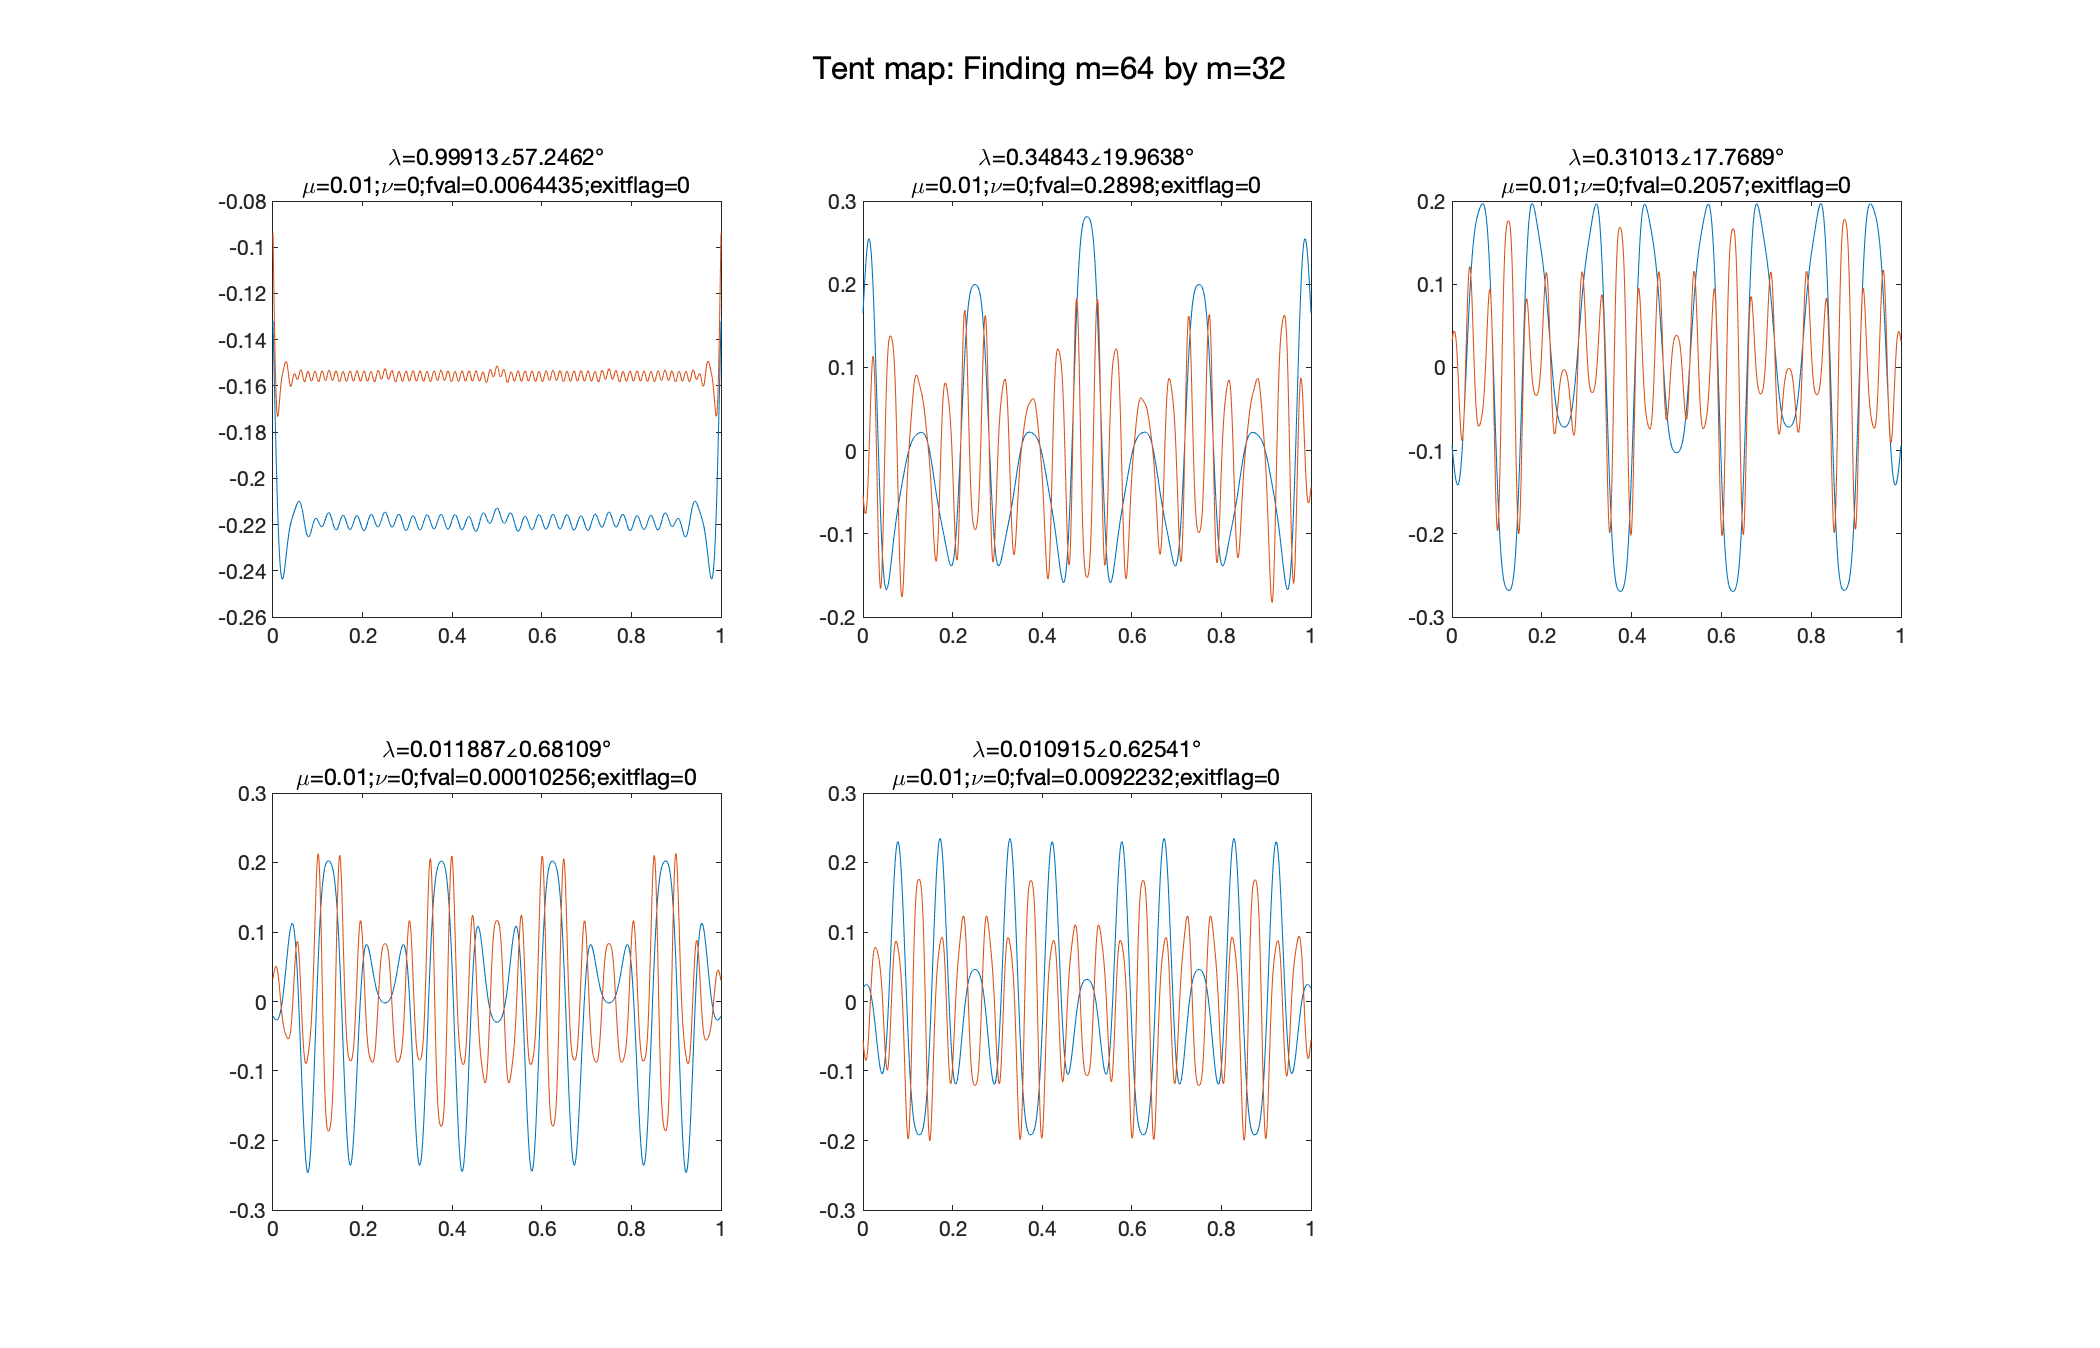 Tent map: Finding m=64 by m=32
λ=0.99913∠57.2462°
μ=0.01;ν=0;fval=0.0064435;exitflag=0
-0.08
-0.1
-0.12
-0.14
-0.16
-0.18
-0.2
-0.22
-0.24
-0.26
0 0.2 0.4 0.6 0.8 1
λ=0.34843∠19.9638°
μ=0.01;ν=0;fval=0.2898;exitflag=0
0.3
0.2
0.1
0
-0.1
-0.2
0 0.2 0.4 0.6 0.8 1
λ=0.31013∠17.7689°
μ=0.01;ν=0;fval=0.2057;exitflag=0
0.2
0.1
0
-0.1
-0.2
-0.3
0 0.2 0.4 0.6 0.8 1
λ=0.011887∠0.68109°
μ=0.01;ν=0;fval=0.00010256;exitflag=0
0.3
0.2
0.1
0
-0.1
-0.2
-0.3
0 0.2 0.4 0.6 0.8 1
λ=0.010915∠0.62541°
μ=0.01;ν=0;fval=0.0092232;exitflag=0
0.3
0.2
0.1
0
-0.1
-0.2
-0.3
0 0.2 0.4 0.6 0.8 1